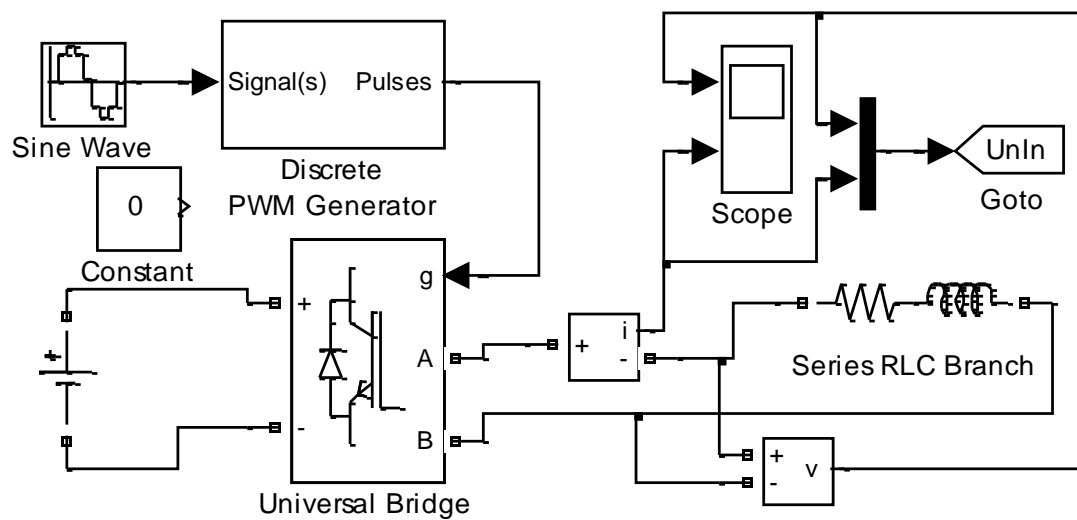 Signal(s)
Pulses
Sine Wave
Discrete
PWM Generator
0
Constant
Scope
UnIn
Goto
g
+
A
-
B
Universal Bridge
+
+
i
-
Series RLC Branch
+
-
v